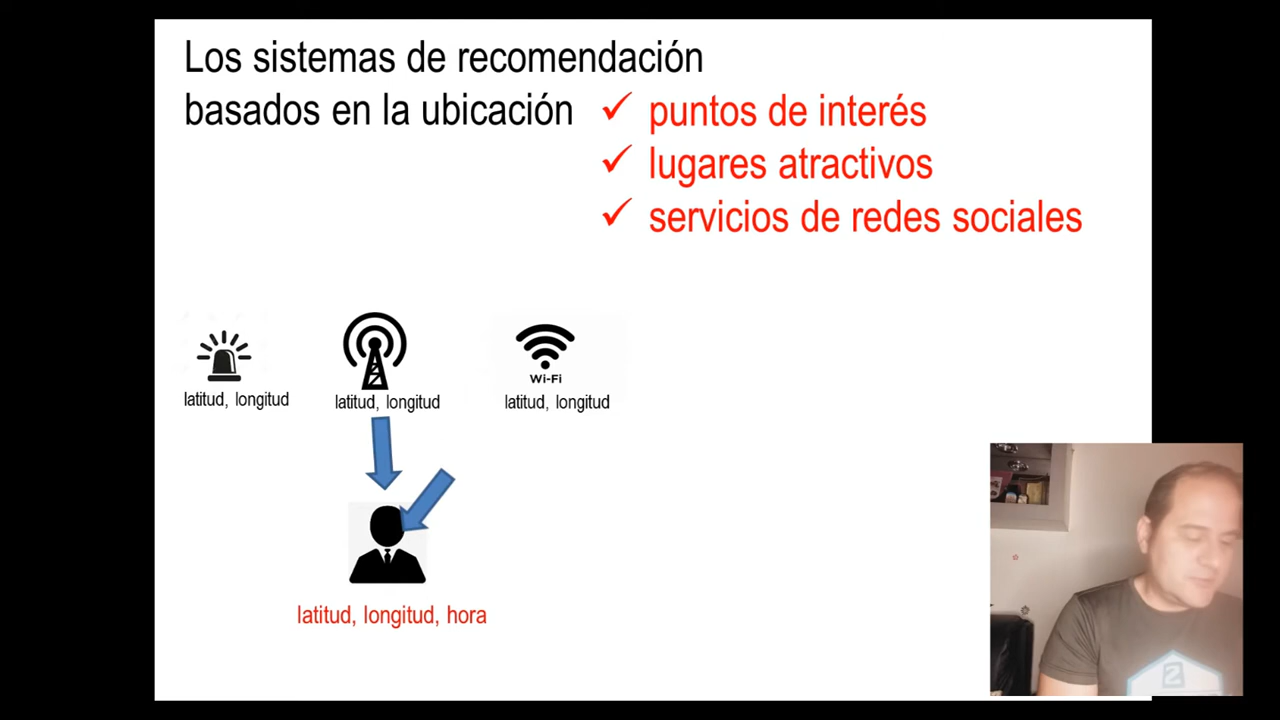 Los sistemas de recomendación
basados en la ubicación
✓ puntos de interés
✓ lugares atractivos
✓ servicios de redes sociales
Wi-Fi
latitud, longitud
latitud, longitud
latitud, longitud
latitud, longitud, hora